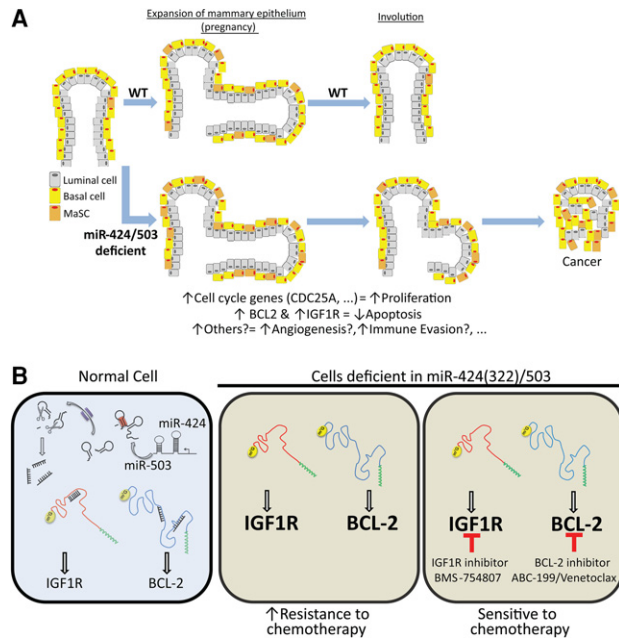 A
Expansion of mammary epithelium
(pregnancy)
Involution
WT
WT
Luminal cell
Basal cell
MaSC
miR-424/503
deficient
Cancer
↑Cell cycle genes (CDC25A, ...)= ↑Proliferation
↑ BCL2 & ↑IGF1R = ↓Apoptosis
↑Others?= ↑Angiogenesis?,↑Immune Evasion?, ...
B
Normal Cell
Cells deficient in miR-424(322)/503
miR-424
miR-503
IGF1R
BCL-2
IGF1R
BCL-2
IGF1R
BCL-2
IGF1R inhibitor
BMS-754807
BCL-2 inhibitor
ABC-199/Venetoclax
↑Resistance to
chemotherapy
Sensitive to
chemotherapy